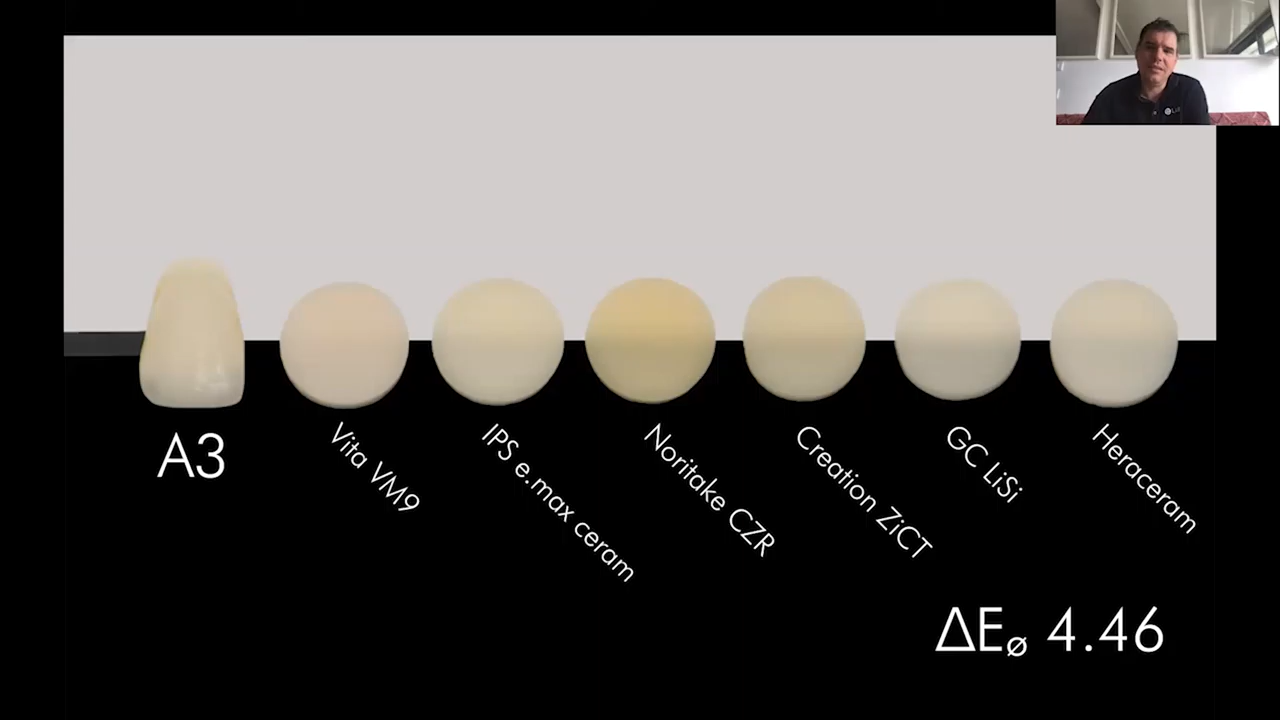 A3
Vita VM9
IPS e.max ceram
Noritake CZR
Creation ZiCT
GC LiSi
Heraceram
ΔEø 4.46